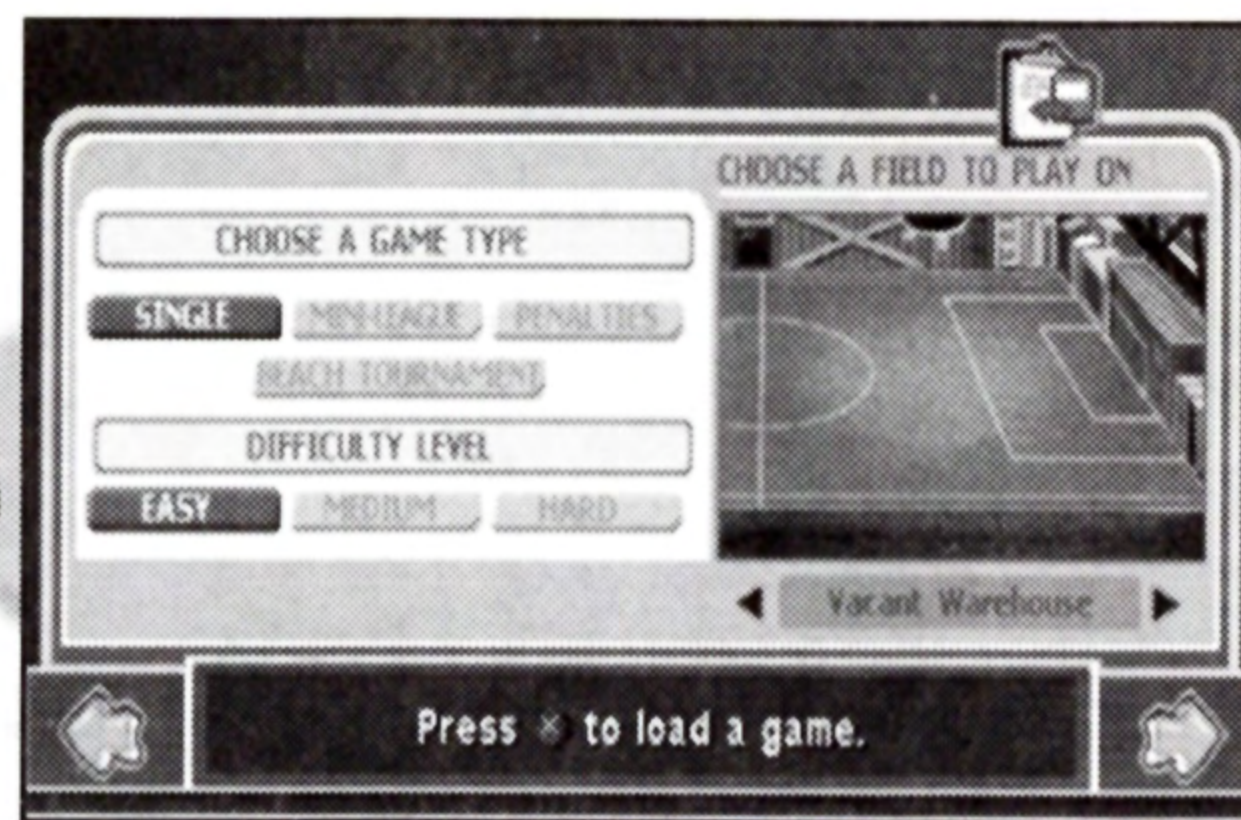 CHOOSE A FIELD TO PLAY ON
CHOOSE A GAME TYPE
SINGLE MINI-LEAGUE PENALTIES
BEACH TOURNAMENT
DIFFICULTY LEVEL
EASY MEDIUM HARD
Vacant Warehouse
Press ⊗ to load a game.